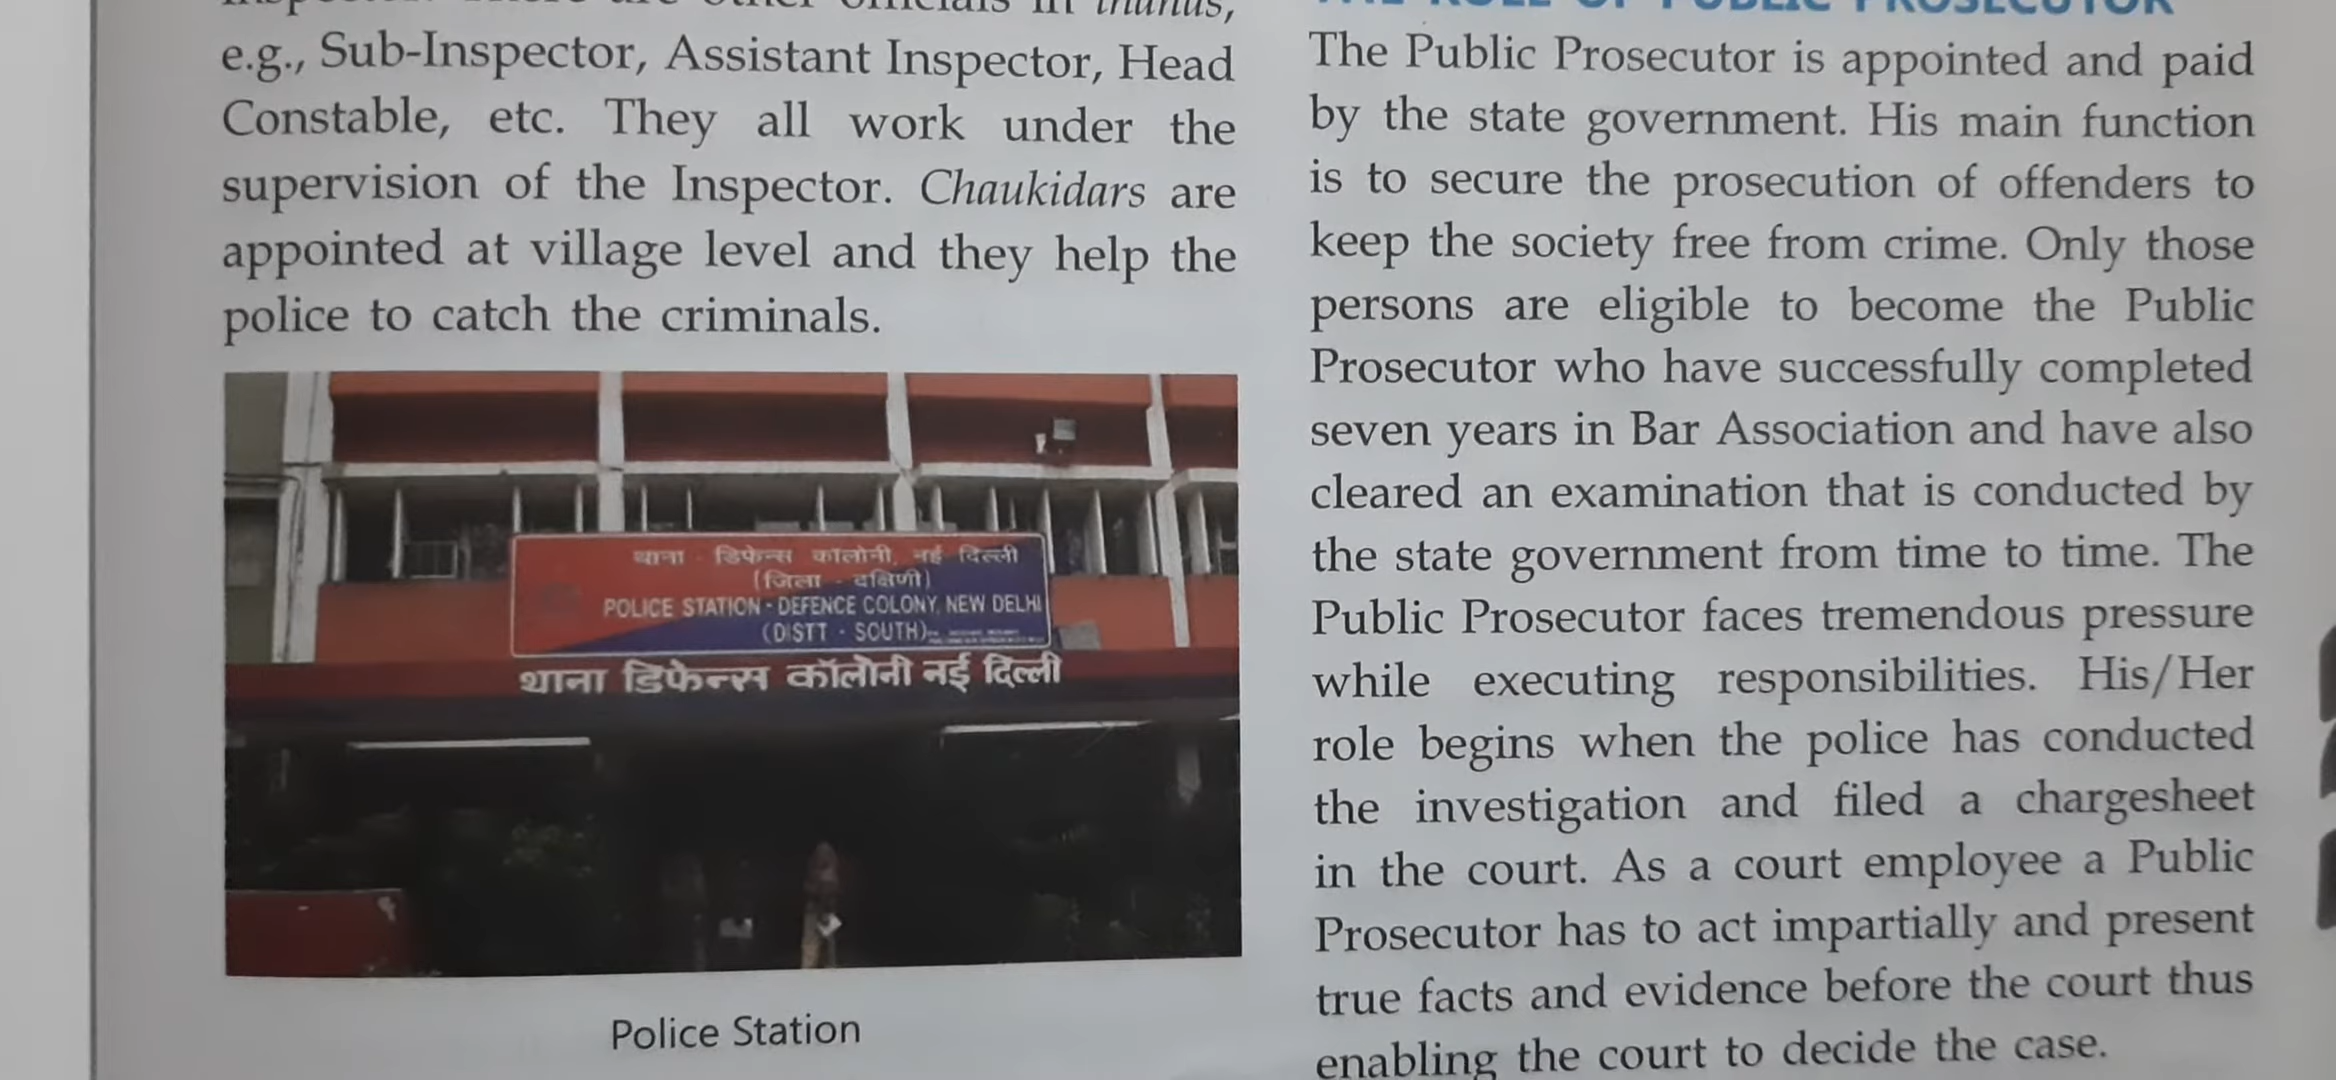 e.g., Sub-Inspector, Assistant Inspector, Head
Constable, etc. They all work under the
supervision of the Inspector. Chaukidars are
appointed at village level and they help the
police to catch the criminals.
थाना - डिफेन्स कॉलोनी, नई दिल्ली
(जिला - दक्षिणी)
POLICE STATION - DEFENCE COLONY, NEW DELHI
(DISTT - SOUTH)
थाना डिफेन्स कॉलोनी नई दिल्ली
Police Station
THE ROLE OF PUBLIC PROSECUTOR
The Public Prosecutor is appointed and paid
by the state government. His main function
is to secure the prosecution of offenders to
keep the society free from crime. Only those
persons are eligible to become the Public
Prosecutor who have successfully completed
seven years in Bar Association and have also
cleared an examination that is conducted by
the state government from time to time. The
Public Prosecutor faces tremendous pressure
while executing responsibilities. His/Her
role begins when the police has conducted
the investigation and filed a chargesheet
in the court. As a court employee a Public
Prosecutor has to act impartially and present
true facts and evidence before the court thus
enabling the court to decide the case.